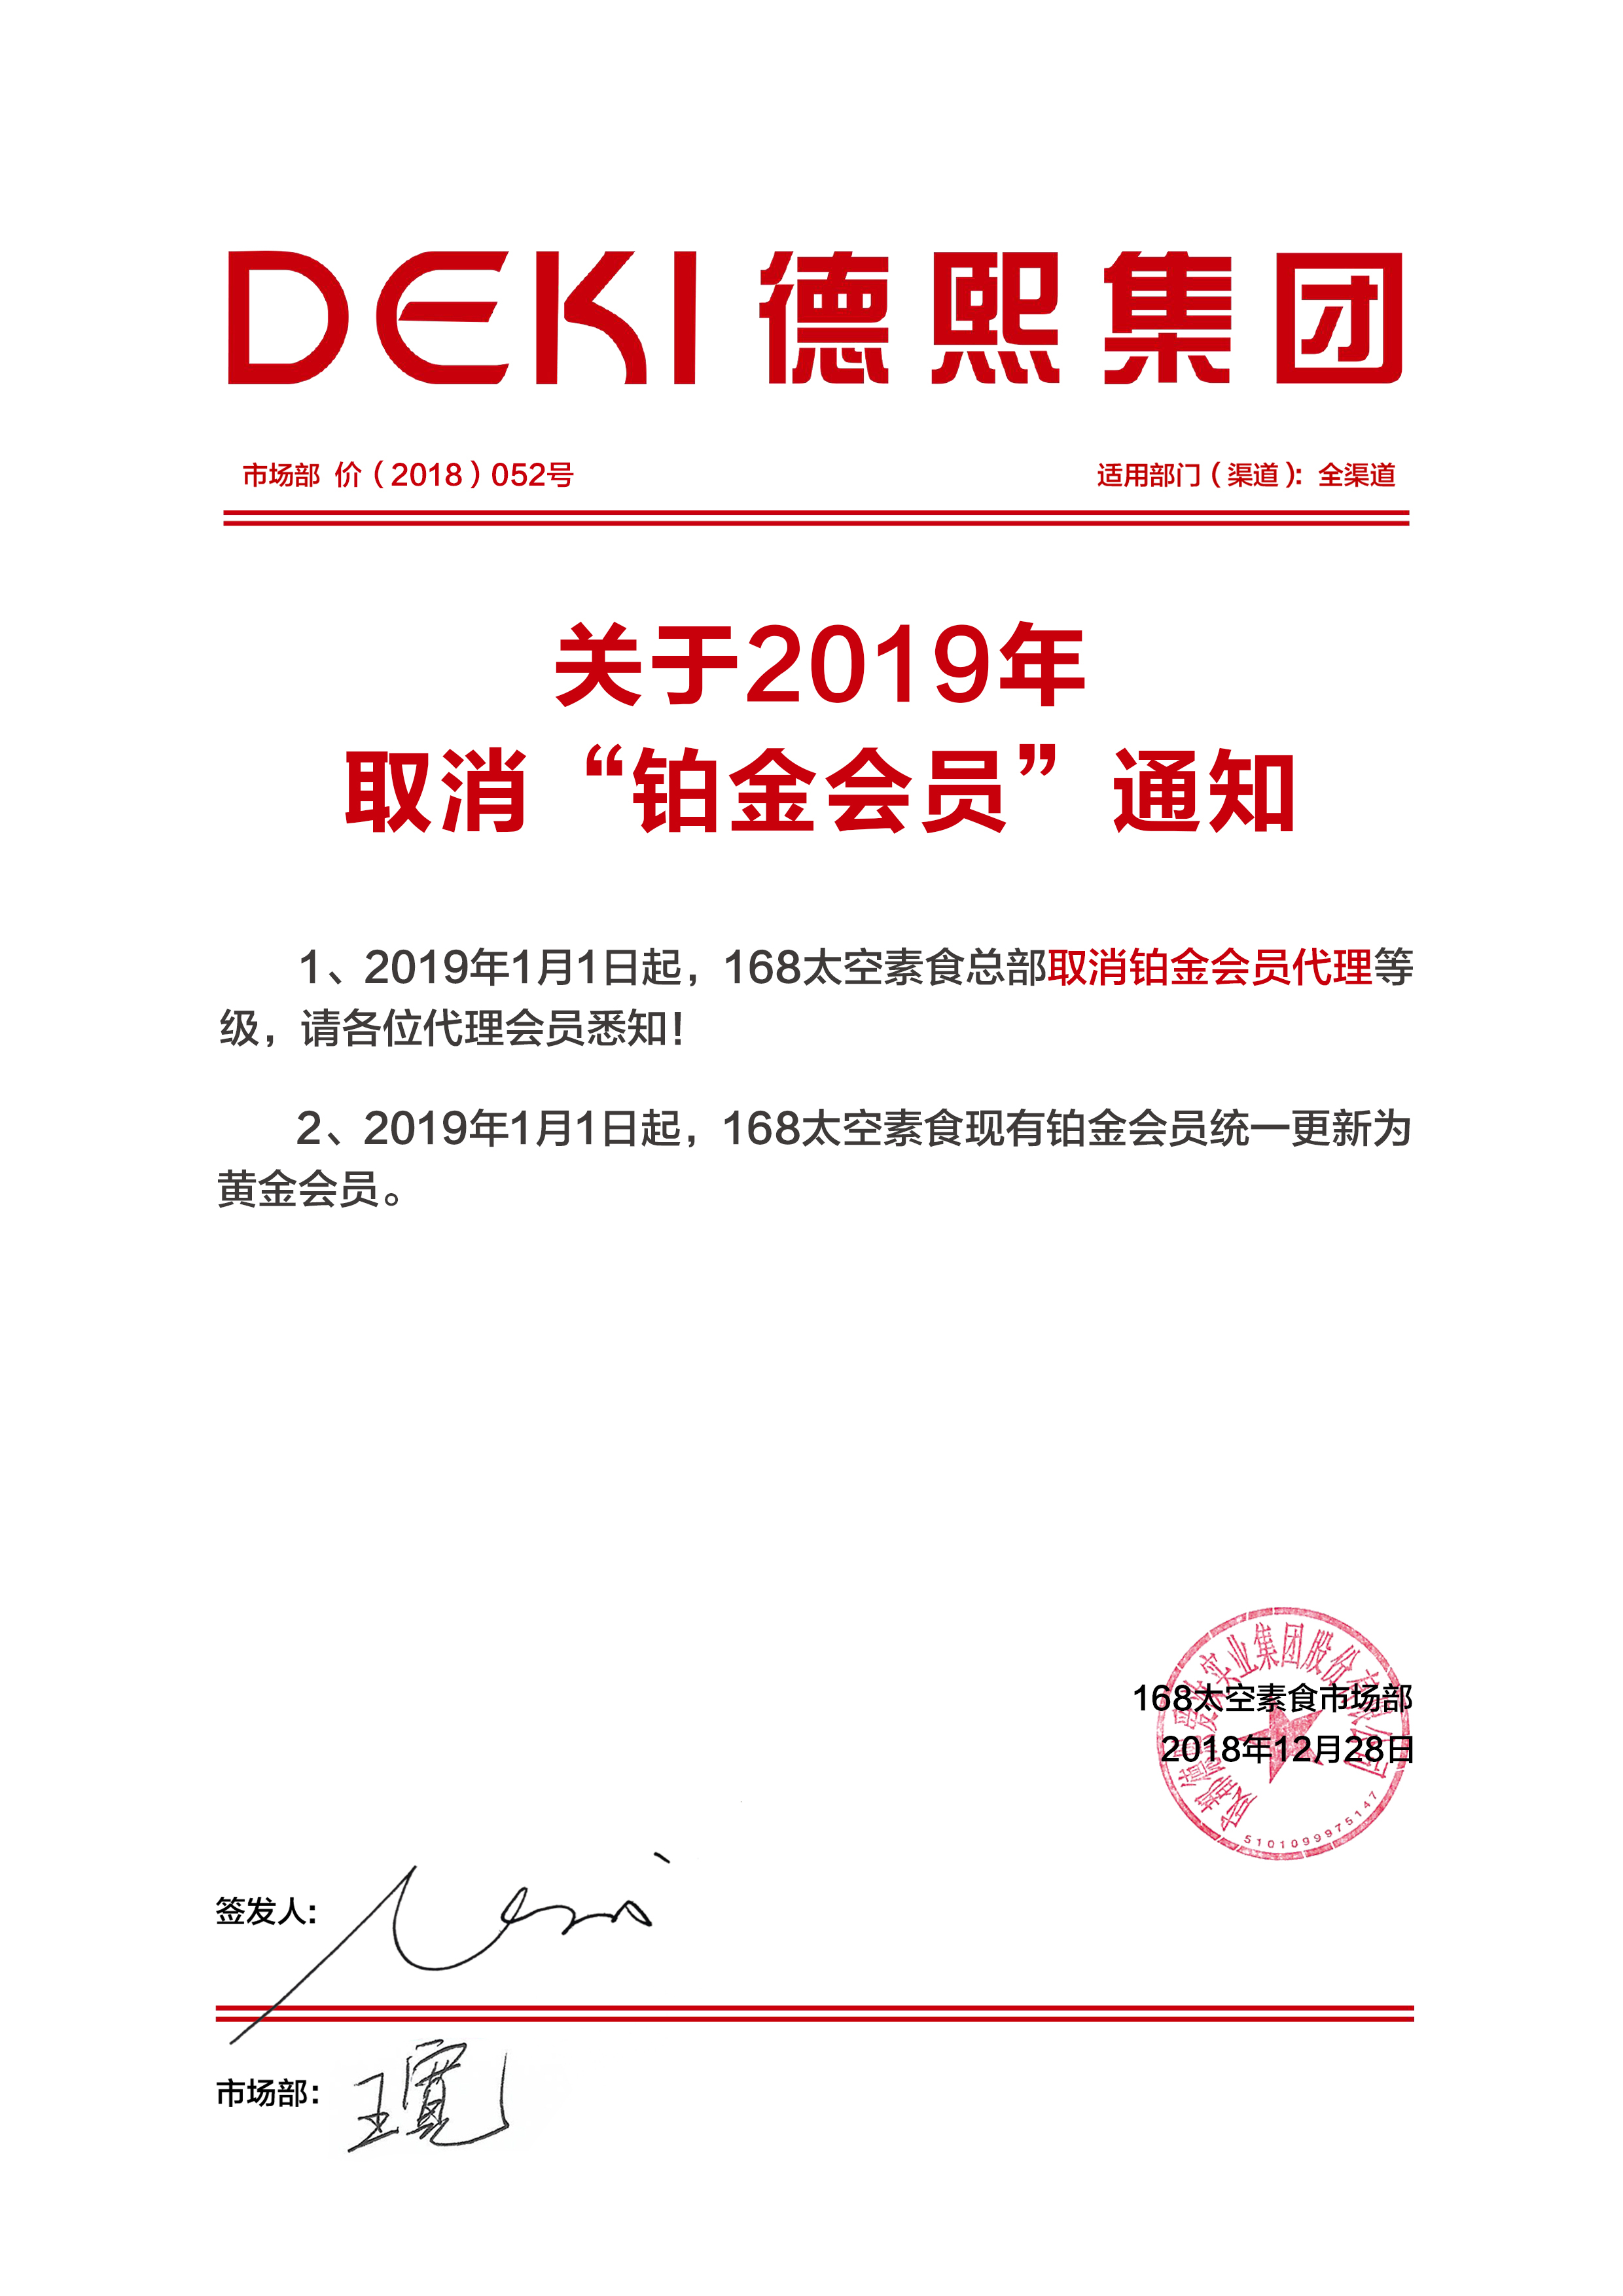 DEKI 德熙集团
市场部 价（2018）052号 适用部门（渠道）：全渠道
关于2019年
取消“铂金会员”通知
1、2019年1月1日起，168太空素食总部取消铂金会员代理等
级，请各位代理会员悉知！
2、2019年1月1日起，168太空素食现有铂金会员统一更新为
黄金会员。
实业集团股份有限公司
168太空素食市场部
2018年12月28日
5101099975147
签发人：
市场部：